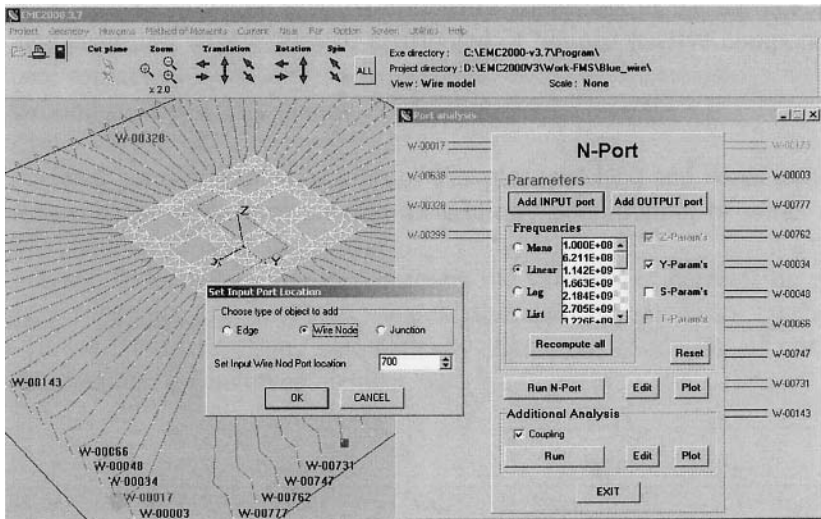 EMC2000 3.7
Project Geometry Method of Moments Current Near Far Option Screen Utilities Help
Cut plane Zoom Translation Rotation Spin
x 2.0
ALL
Exe directory : C:\EMC2000-v3.7\Program\
Project directory : D:\EMC2000V3\Work-FMS\Blue_wire\
View : Wire model Scale : None
W-00328
Z
X
Y
W-00143
W-00066
W-00048
W-00034
W-00017
W-00003
W-00731
W-00747
W-00762
W-00777
Set Input Port Location
Choose type of object to add
Edge Wire Node Junction
Set Input Wire Nod Port location 700
OK CANCEL
Port analysis
W-00017
W-00638
W-00328
W-00299
N-Port
Parameters
Add INPUT port Add OUTPUT port
Frequencies
Mono
Linear
Log
List
1.000E+08
6.211E+08
1.142E+09
1.663E+09
2.184E+09
2.705E+09
3.226E+09
Z-Param's
Y-Param's
S-Param's
T-Param's
Recompute all Reset
Run N-Port Edit Plot
Additional Analysis
Coupling
Run Edit Plot
EXIT
W-00173
W-00003
W-00777
W-00762
W-00034
W-00048
W-00066
W-00747
W-00731
W-00143